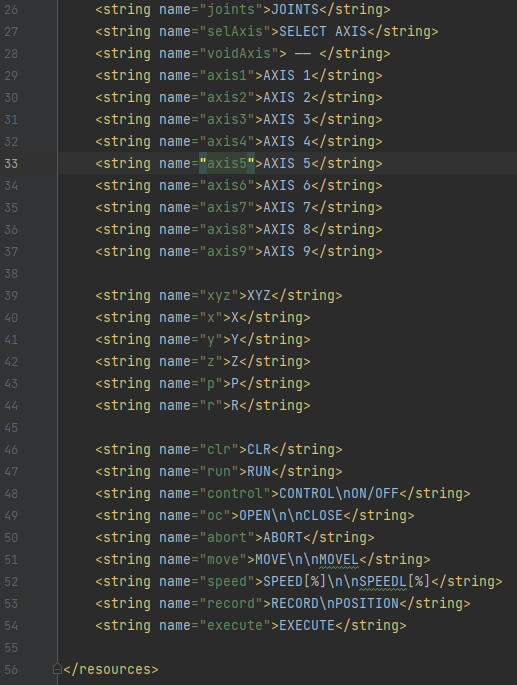 26 <string name="joints">JOINTS</string>
27 <string name="selAxis">SELECT AXIS</string>
28 <string name="voidAxis"> —— </string>
29 <string name="axis1">AXIS 1</string>
30 <string name="axis2">AXIS 2</string>
31 <string name="axis3">AXIS 3</string>
32 <string name="axis4">AXIS 4</string>
33 <string name="axis5">AXIS 5</string>
34 <string name="axis6">AXIS 6</string>
35 <string name="axis7">AXIS 7</string>
36 <string name="axis8">AXIS 8</string>
37 <string name="axis9">AXIS 9</string>
38
39 <string name="xyz">XYZ</string>
40 <string name="x">X</string>
41 <string name="y">Y</string>
42 <string name="z">Z</string>
43 <string name="p">P</string>
44 <string name="r">R</string>
45
46 <string name="clr">CLR</string>
47 <string name="run">RUN</string>
48 <string name="control">CONTROL\nON/OFF</string>
49 <string name="oc">OPEN\n\nCLOSE</string>
50 <string name="abort">ABORT</string>
51 <string name="move">MOVE\n\nMOVEL</string>
52 <string name="speed">SPEED[%]\n\nSPEEDL[%]</string>
53 <string name="record">RECORD\nPOSITION</string>
54 <string name="execute">EXECUTE</string>
55
56 </resources>